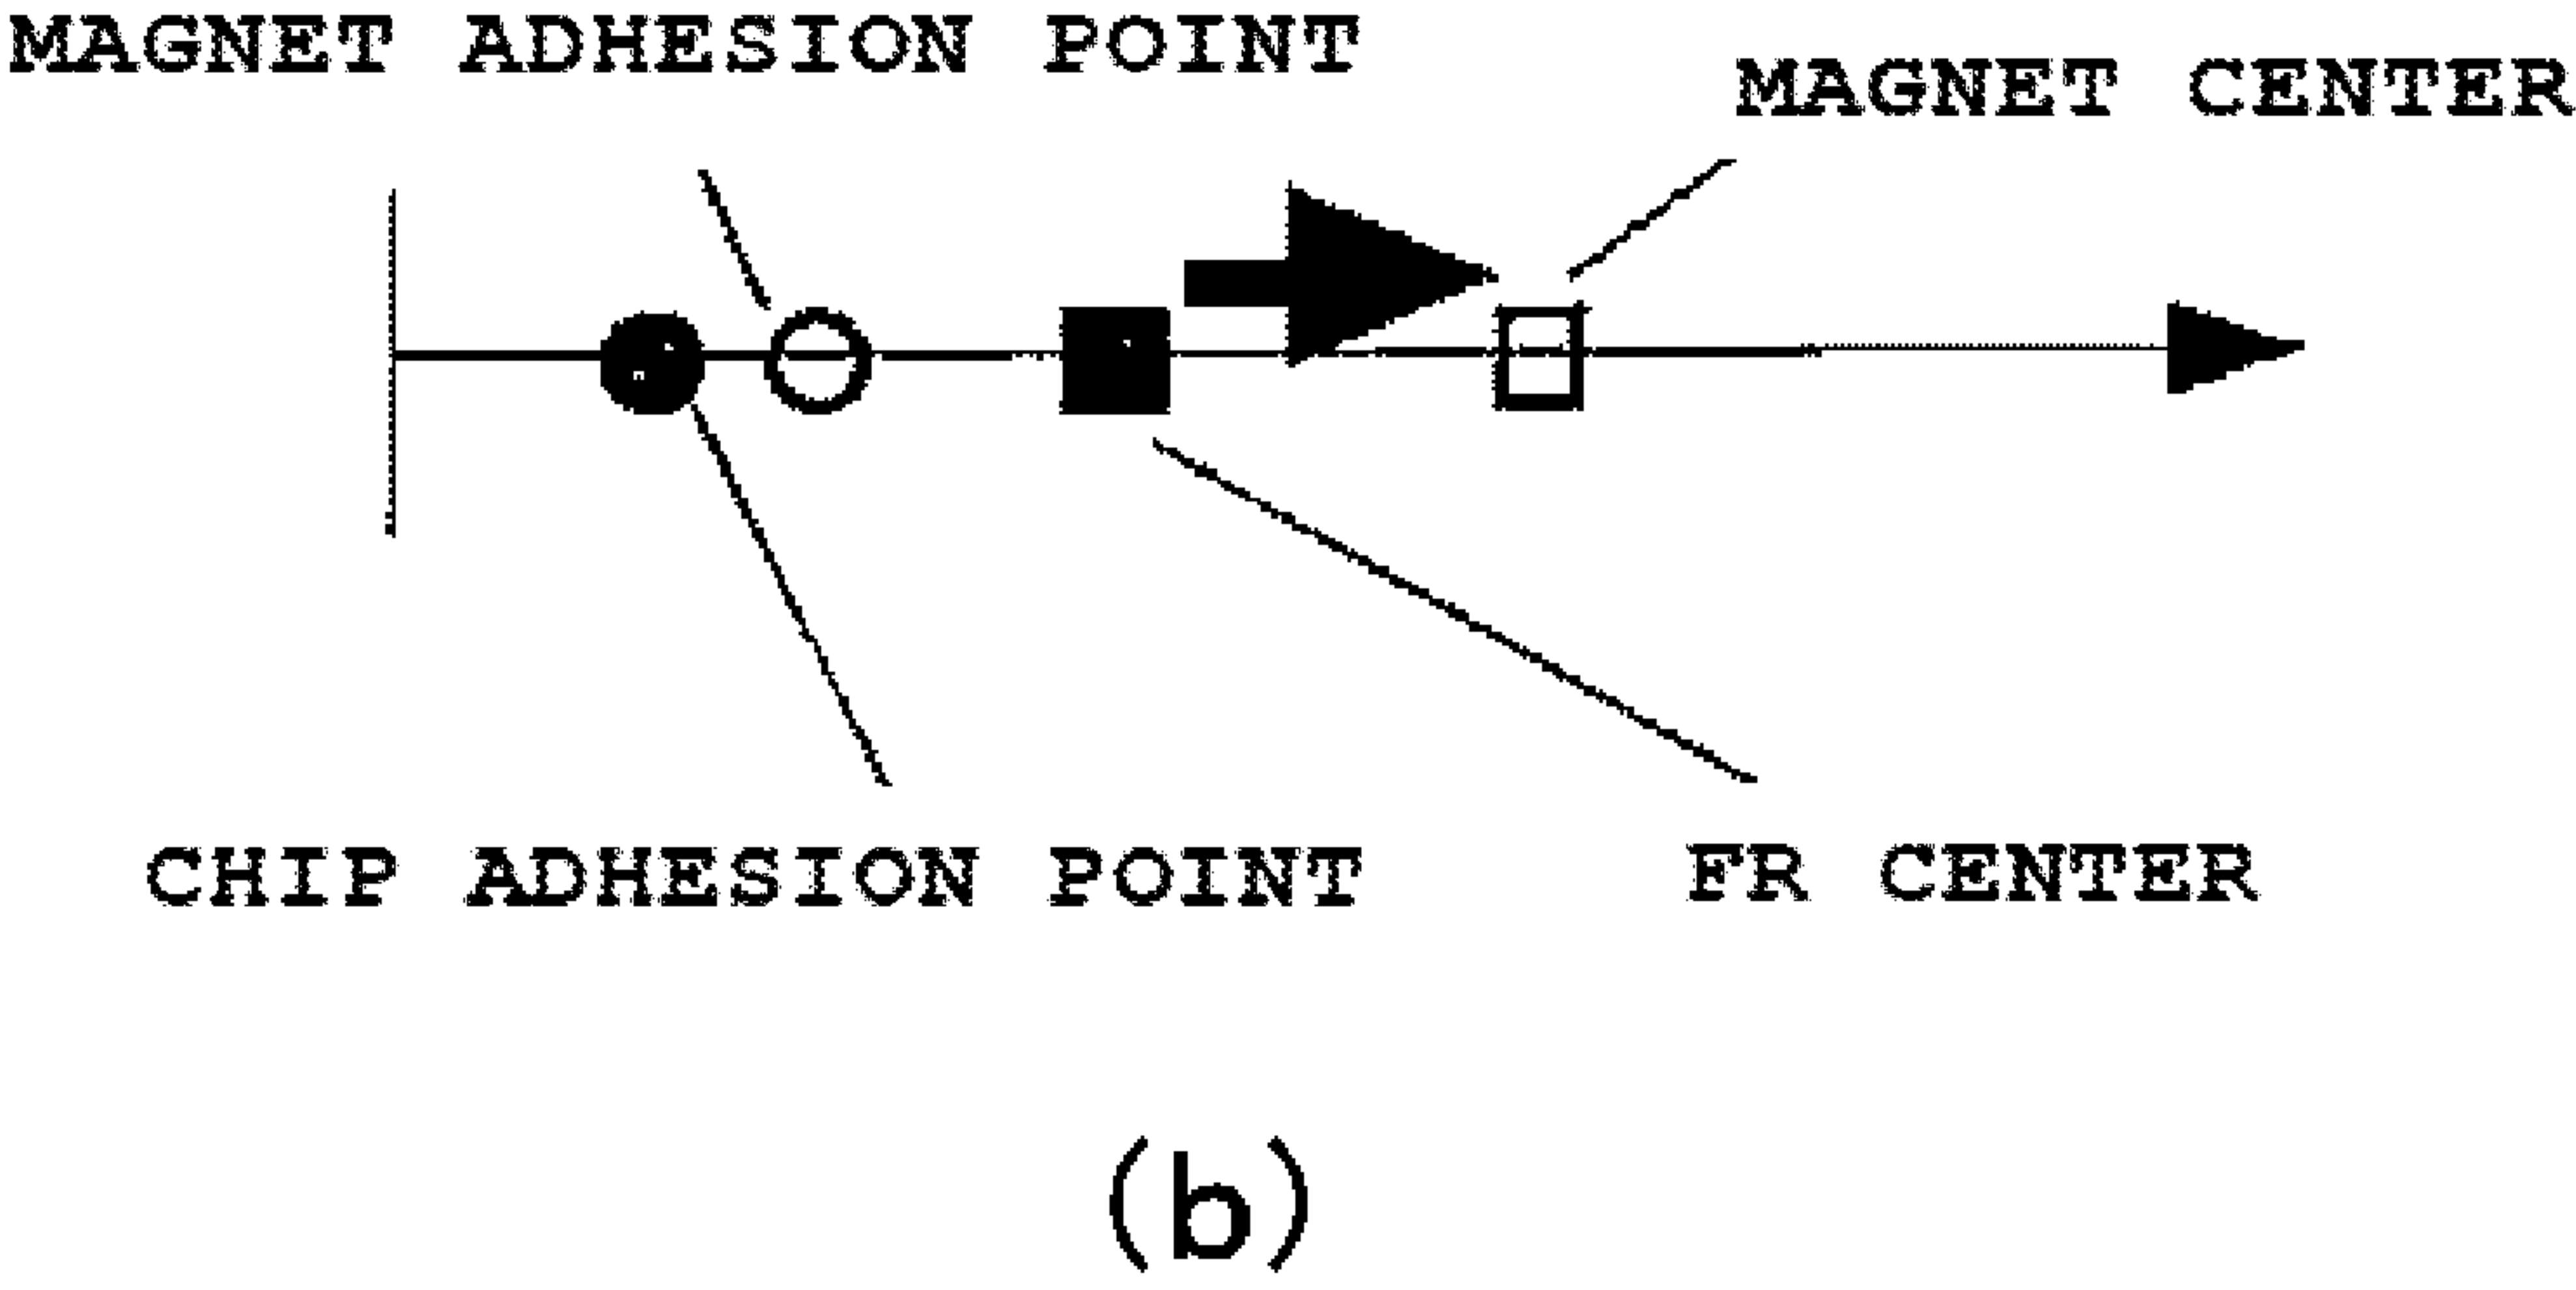 MAGNET ADHESION POINT
MAGNET CENTER
CHIP ADHESION POINT
FR CENTER
(b)